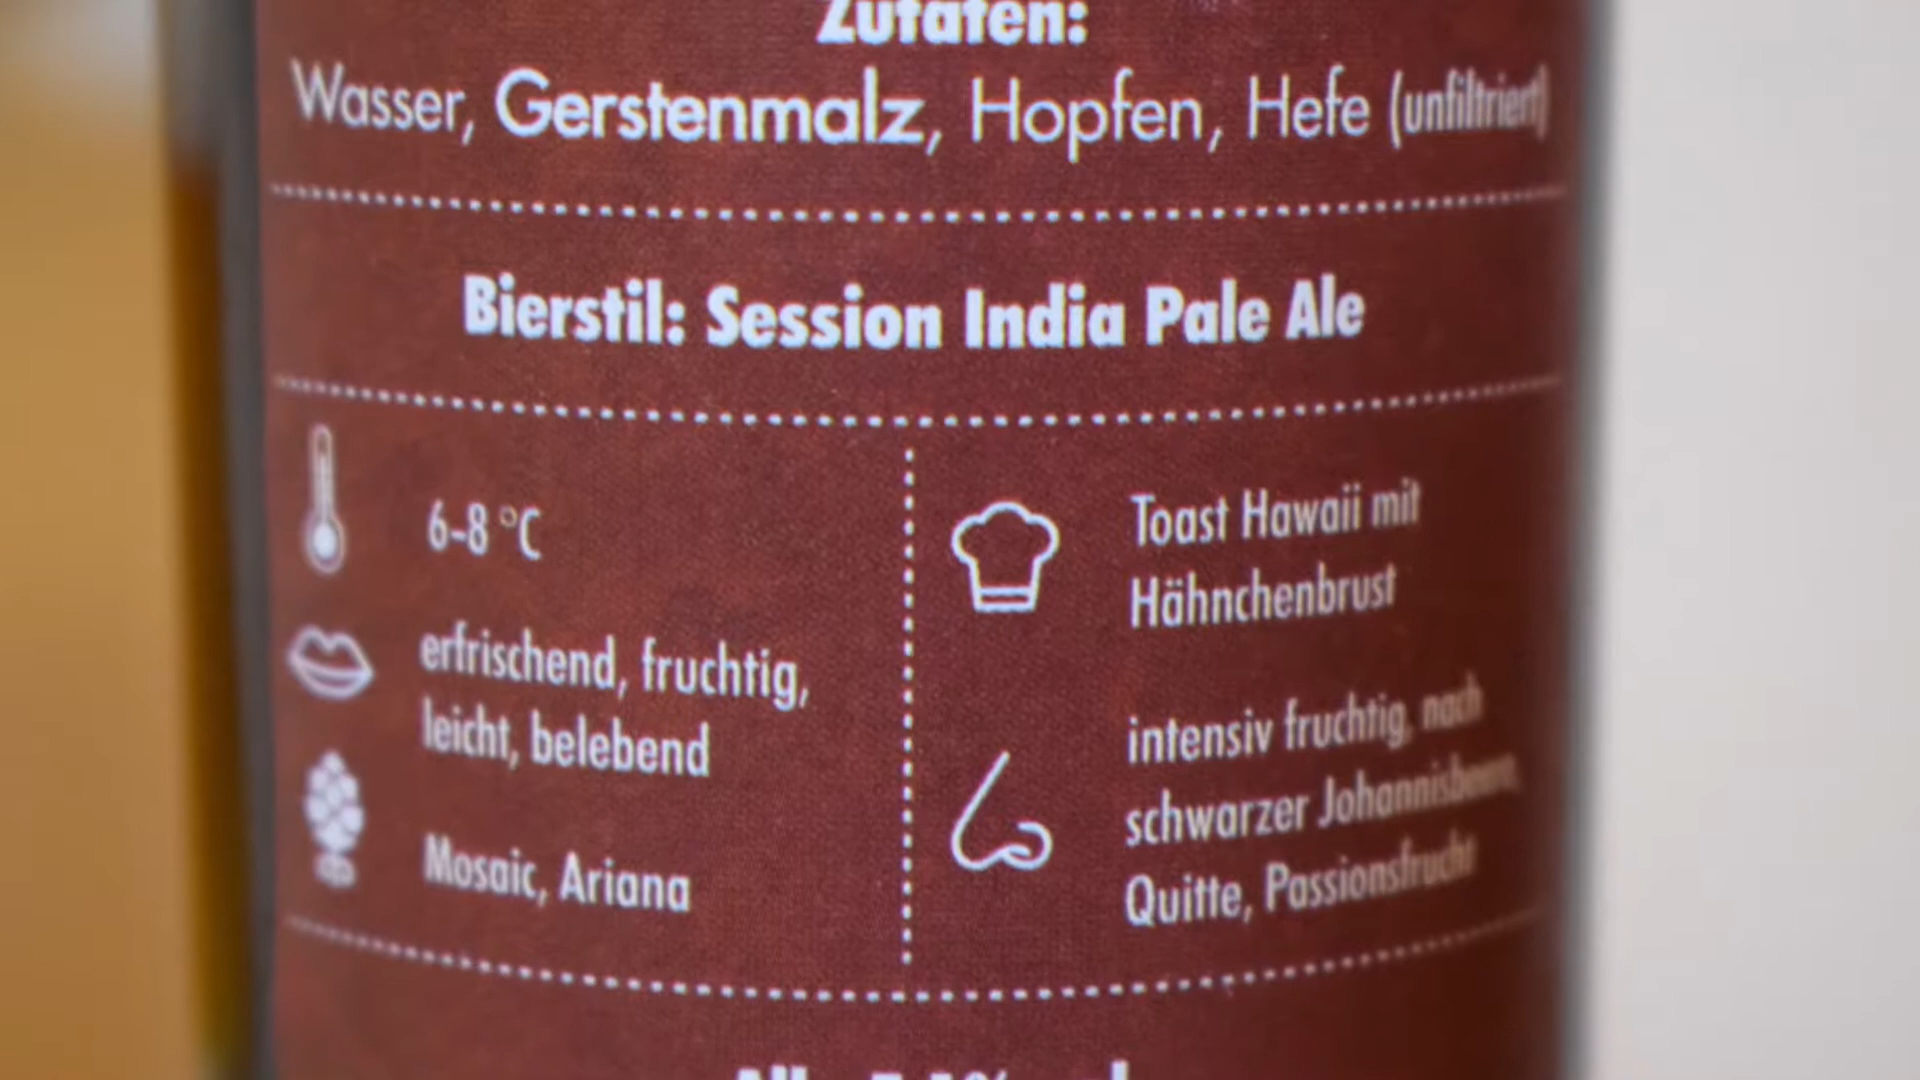 Zutaten:
Wasser, Gerstenmalz, Hopfen, Hefe (unfiltriert)
Bierstil: Session India Pale Ale
6-8 °C
erfrischend, fruchtig,
leicht, belebend
Mosaic, Ariana
Toast Hawaii mit
Hähnchenbrust
intensiv fruchtig, nach
schwarzer Johannisbeere,
Quitte, Passionsfrucht